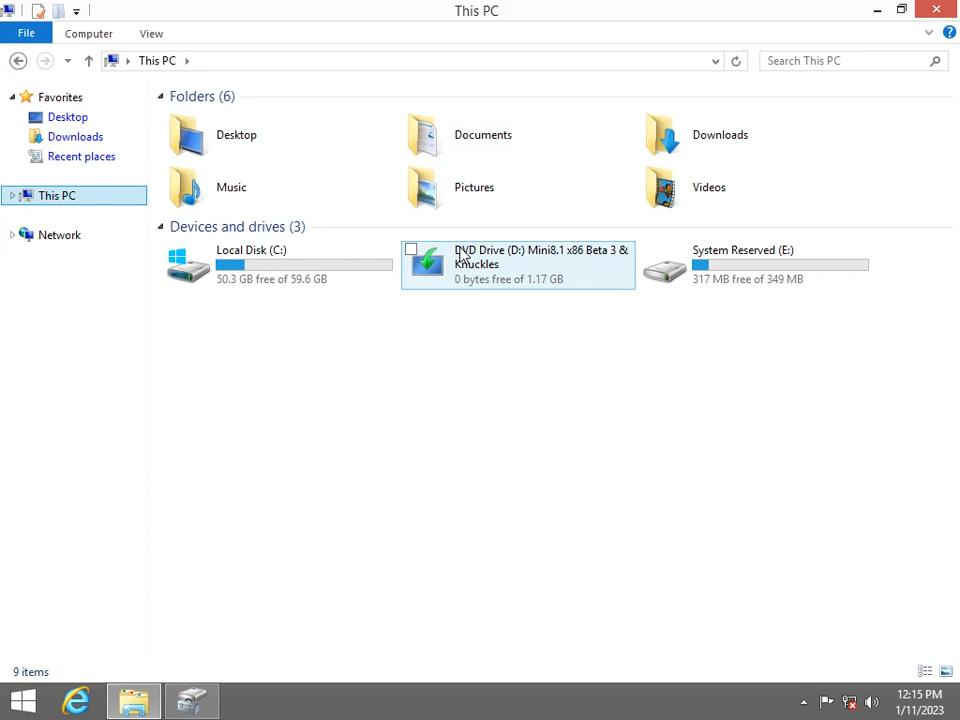 This PC
File Computer View
This PC Search This PC
Favorites
Desktop
Downloads
Recent places
This PC
Network
Folders (6)
Desktop Documents Downloads
Music Pictures Videos
Devices and drives (3)
Local Disk (C:)
50.3 GB free of 59.6 GB
DVD Drive (D:) Mini8.1 x86 Beta 3 &
Knuckles
0 bytes free of 1.17 GB
System Reserved (E:)
317 MB free of 349 MB
9 items
12:15 PM
1/11/2023